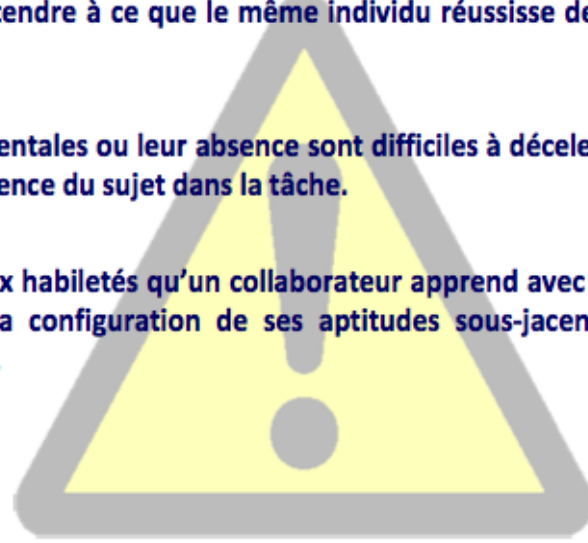 tendre à ce que le même individu réussisse de
entales ou leur absence sont difficiles à décele
ence du sujet dans la tâche.
x habiletés qu'un collaborateur apprend avec
a configuration de ses aptitudes sous-jacen